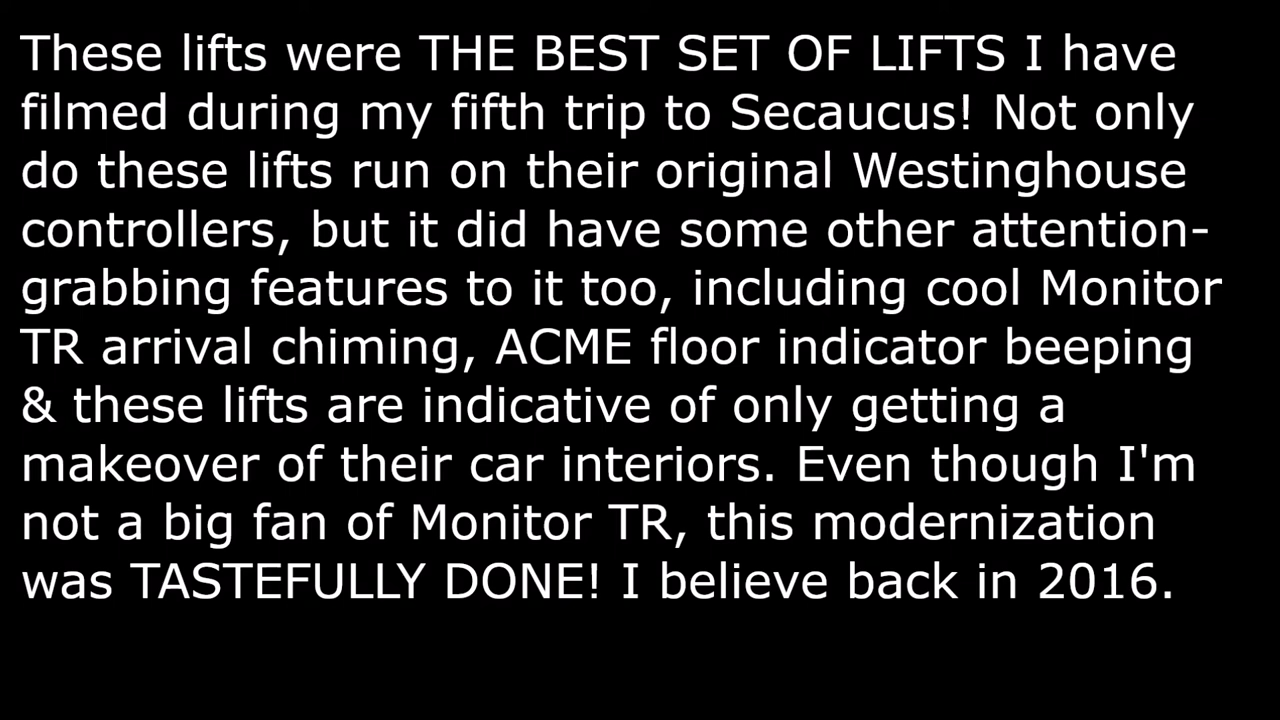 These lifts were THE BEST SET OF LIFTS I have
filmed during my fifth trip to Secaucus! Not only
do these lifts run on their original Westinghouse
controllers, but it did have some other attention-
grabbing features to it too, including cool Monitor
TR arrival chiming, ACME floor indicator beeping
& these lifts are indicative of only getting a
makeover of their car interiors. Even though I'm
not a big fan of Monitor TR, this modernization
was TASTEFULLY DONE! I believe back in 2016.